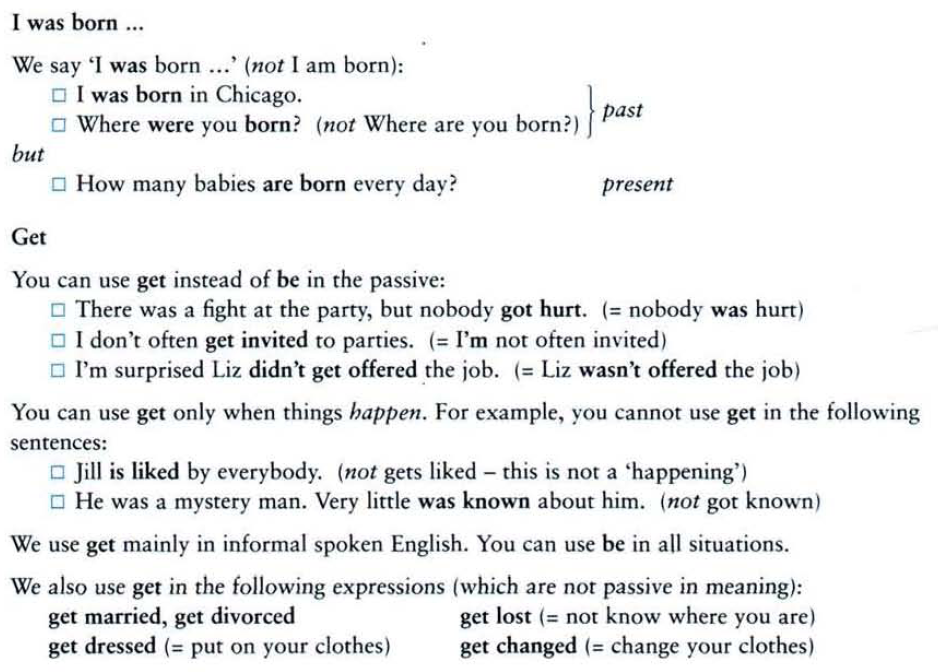 I was born ...
We say ‘I was born ...’ (not I am born):
□ I was born in Chicago.
□ Where were you born? (not Where are you born?) } past
but
□ How many babies are born every day? present
Get
You can use get instead of be in the passive:
□ There was a fight at the party, but nobody got hurt. (= nobody was hurt)
□ I don’t often get invited to parties. (= I’m not often invited)
□ I’m surprised Liz didn’t get offered the job. (= Liz wasn’t offered the job)
You can use get only when things happen. For example, you cannot use get in the following
sentences:
□ Jill is liked by everybody. (not gets liked – this is not a ‘happening’)
□ He was a mystery man. Very little was known about him. (not got known)
We use get mainly in informal spoken English. You can use be in all situations.
We also use get in the following expressions (which are not passive in meaning):
get married, get divorced get lost (= not know where you are)
get dressed (= put on your clothes) get changed (= change your clothes)